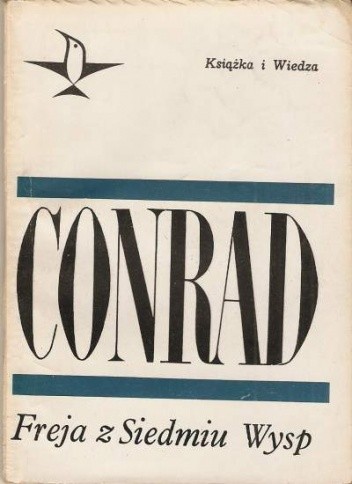 Książka i Wiedza
CONRAD
Freja z Siedmiu Wysp